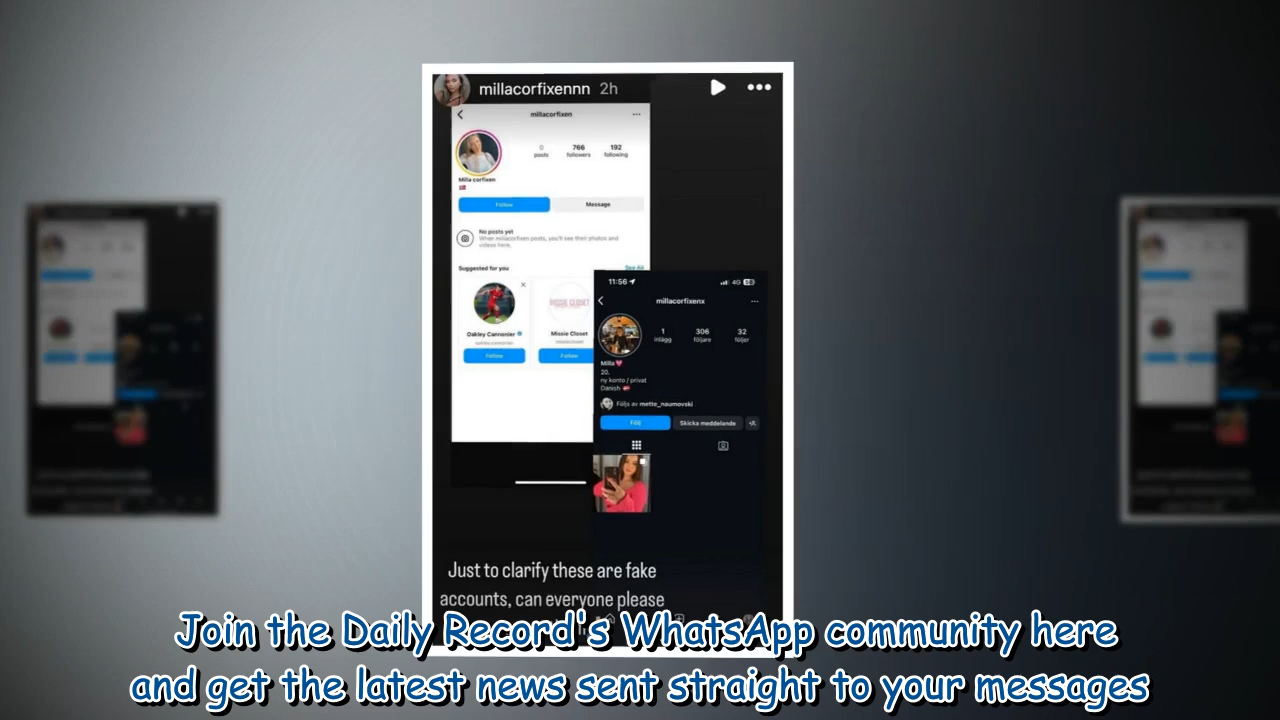 millacorfixennn 2h
millacorfixen
0 766 192
posts followers following
Milla corfixen
Follow Message
No posts yet
When millacorfixen posts, you'll see their photos and
videos here.
Suggested for you See All
Oakley Cannonier Missie Closet
Follow Follow
11:56 4G
millacorfixenx
1 306 32
inlägg följare följer
Milla
20.
ny konto / privat
Danish
Följs av mette_naumovski
Följ Skicka meddelande
Just to clarify these are fake
accounts, can everyone please
Join the Daily Record's WhatsApp community here
and get the latest news sent straight to your messages